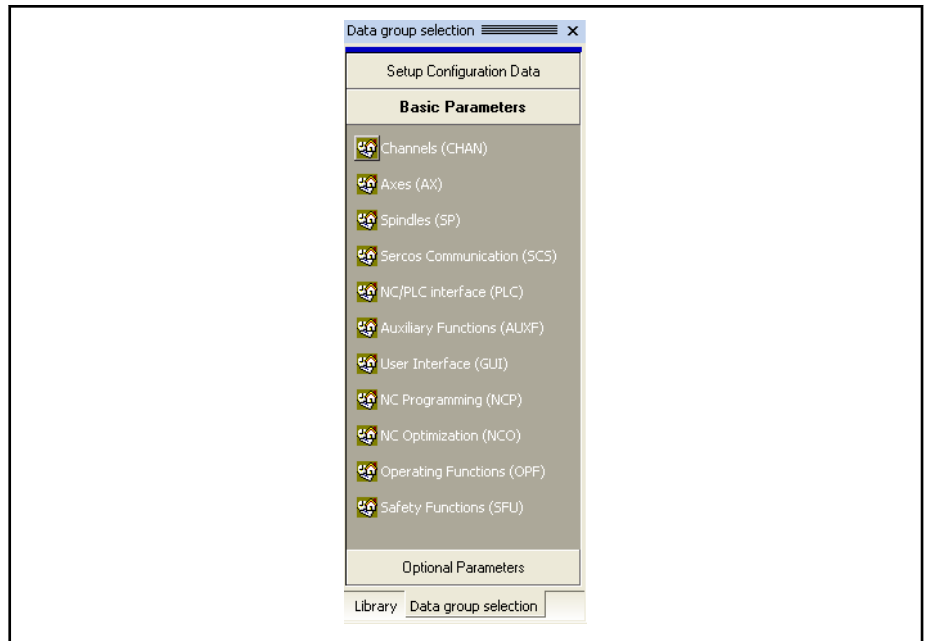 Data group selection
Setup Configuration Data
Basic Parameters
Channels (CHAN)
Axes (AX)
Spindles (SP)
Sercos Communication (SCS)
NC/PLC interface (PLC)
Auxiliary Functions (AUXF)
User Interface (GUI)
NC Programming (NCP)
NC Optimization (NCO)
Operating Functions (OPF)
Safety Functions (SFU)
Optional Parameters
Library Data group selection